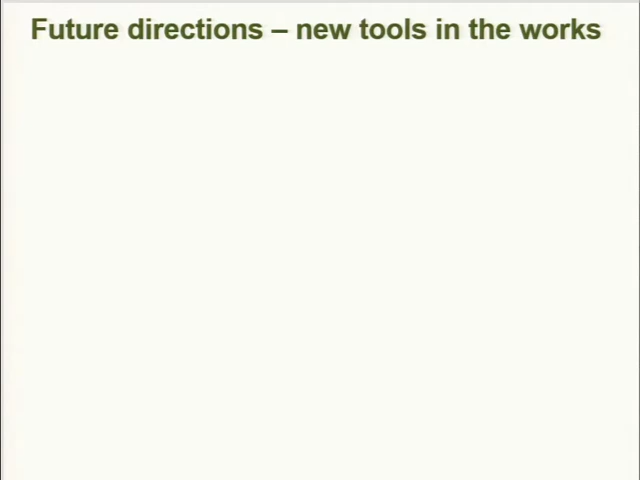 Future directions – new tools in the works